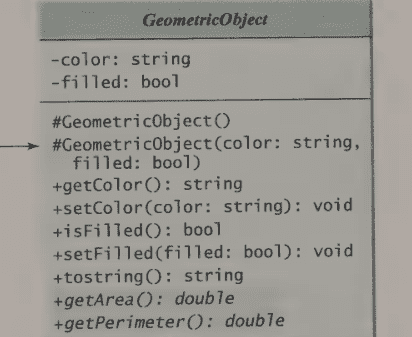 GeometricObject
-color: string
-filled: bool
#GeometricObject()
#GeometricObject(color: string,
filled: bool)
+getColor(): string
+setColor(color: string): void
+isFilled(): bool
+setFilled(filled: bool): void
+tostring(): string
+getArea(): double
+getPerimeter(): double